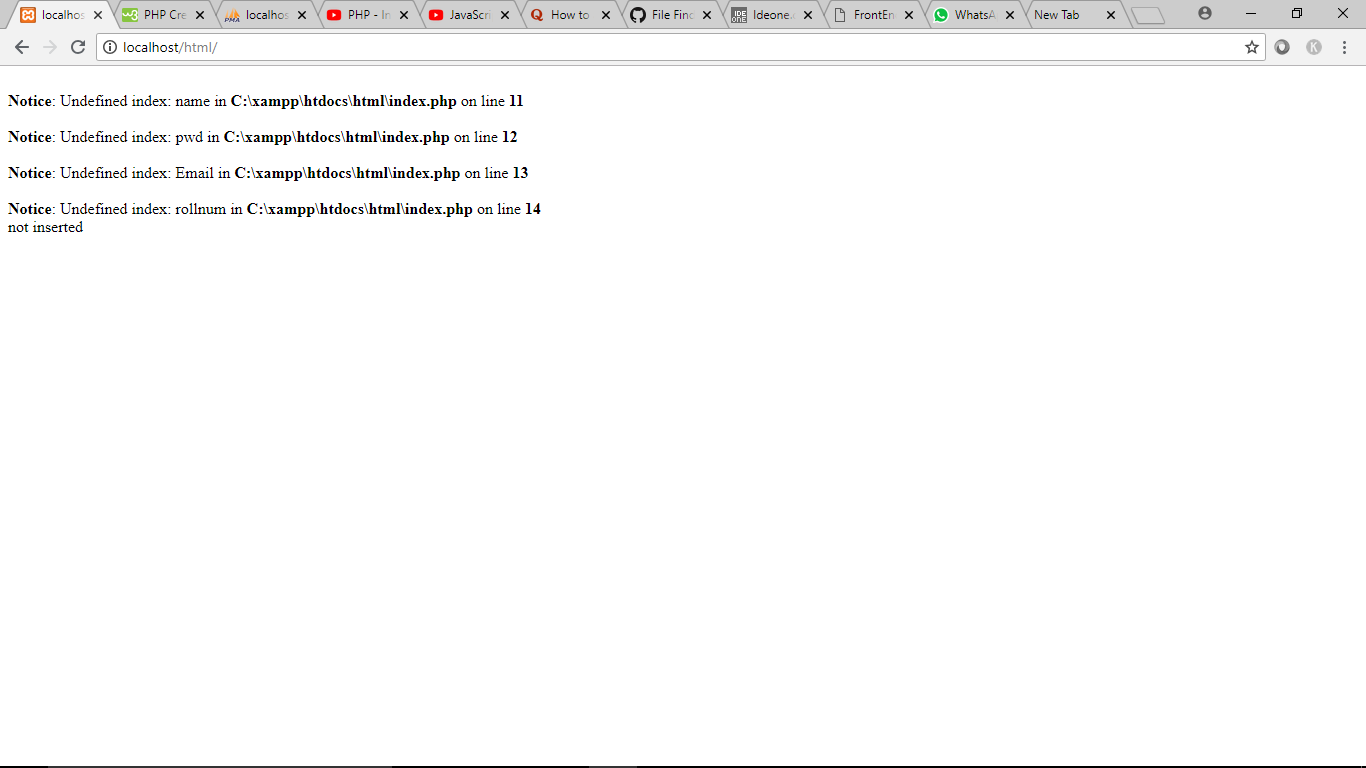 localhos
PHP Cre
localhos
PHP - In
JavaScri
How to
File Finc
Ideone.
FrontEn
WhatsA
New Tab
localhost/html/
Notice: Undefined index: name in C:\xampp\htdocs\html\index.php on line 11
Notice: Undefined index: pwd in C:\xampp\htdocs\html\index.php on line 12
Notice: Undefined index: Email in C:\xampp\htdocs\html\index.php on line 13
Notice: Undefined index: rollnum in C:\xampp\htdocs\html\index.php on line 14
not inserted